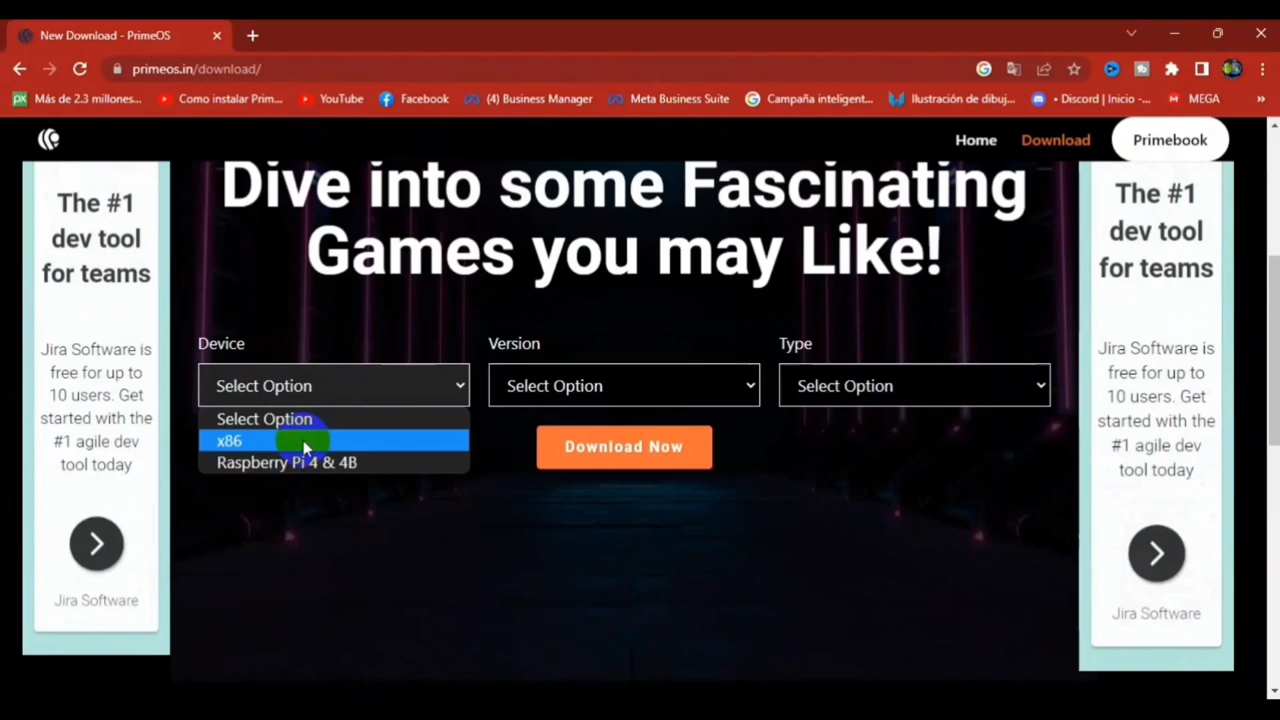 New Download - PrimeOS
primeos.in/download/
Más de 2.3 millones...
Como instalar Prim...
YouTube
Facebook
(4) Business Manager
Meta Business Suite
Campaña inteligent...
Ilustración de dibuj...
• Discord | Inicio -...
MEGA
»
Home
Download
Primebook
The #1
dev tool
for teams
Jira Software is
free for up to
10 users. Get
started with the
#1 agile dev
tool today
Jira Software
Dive into some Fascinating
Games you may Like!
Device
Version
Type
Select Option
Select Option
Select Option
Select Option
x86
Raspberry Pi 4 & 4B
Download Now
The #1
dev tool
for teams
Jira Software is
free for up to
10 users. Get
started with the
#1 agile dev
tool today
Jira Software